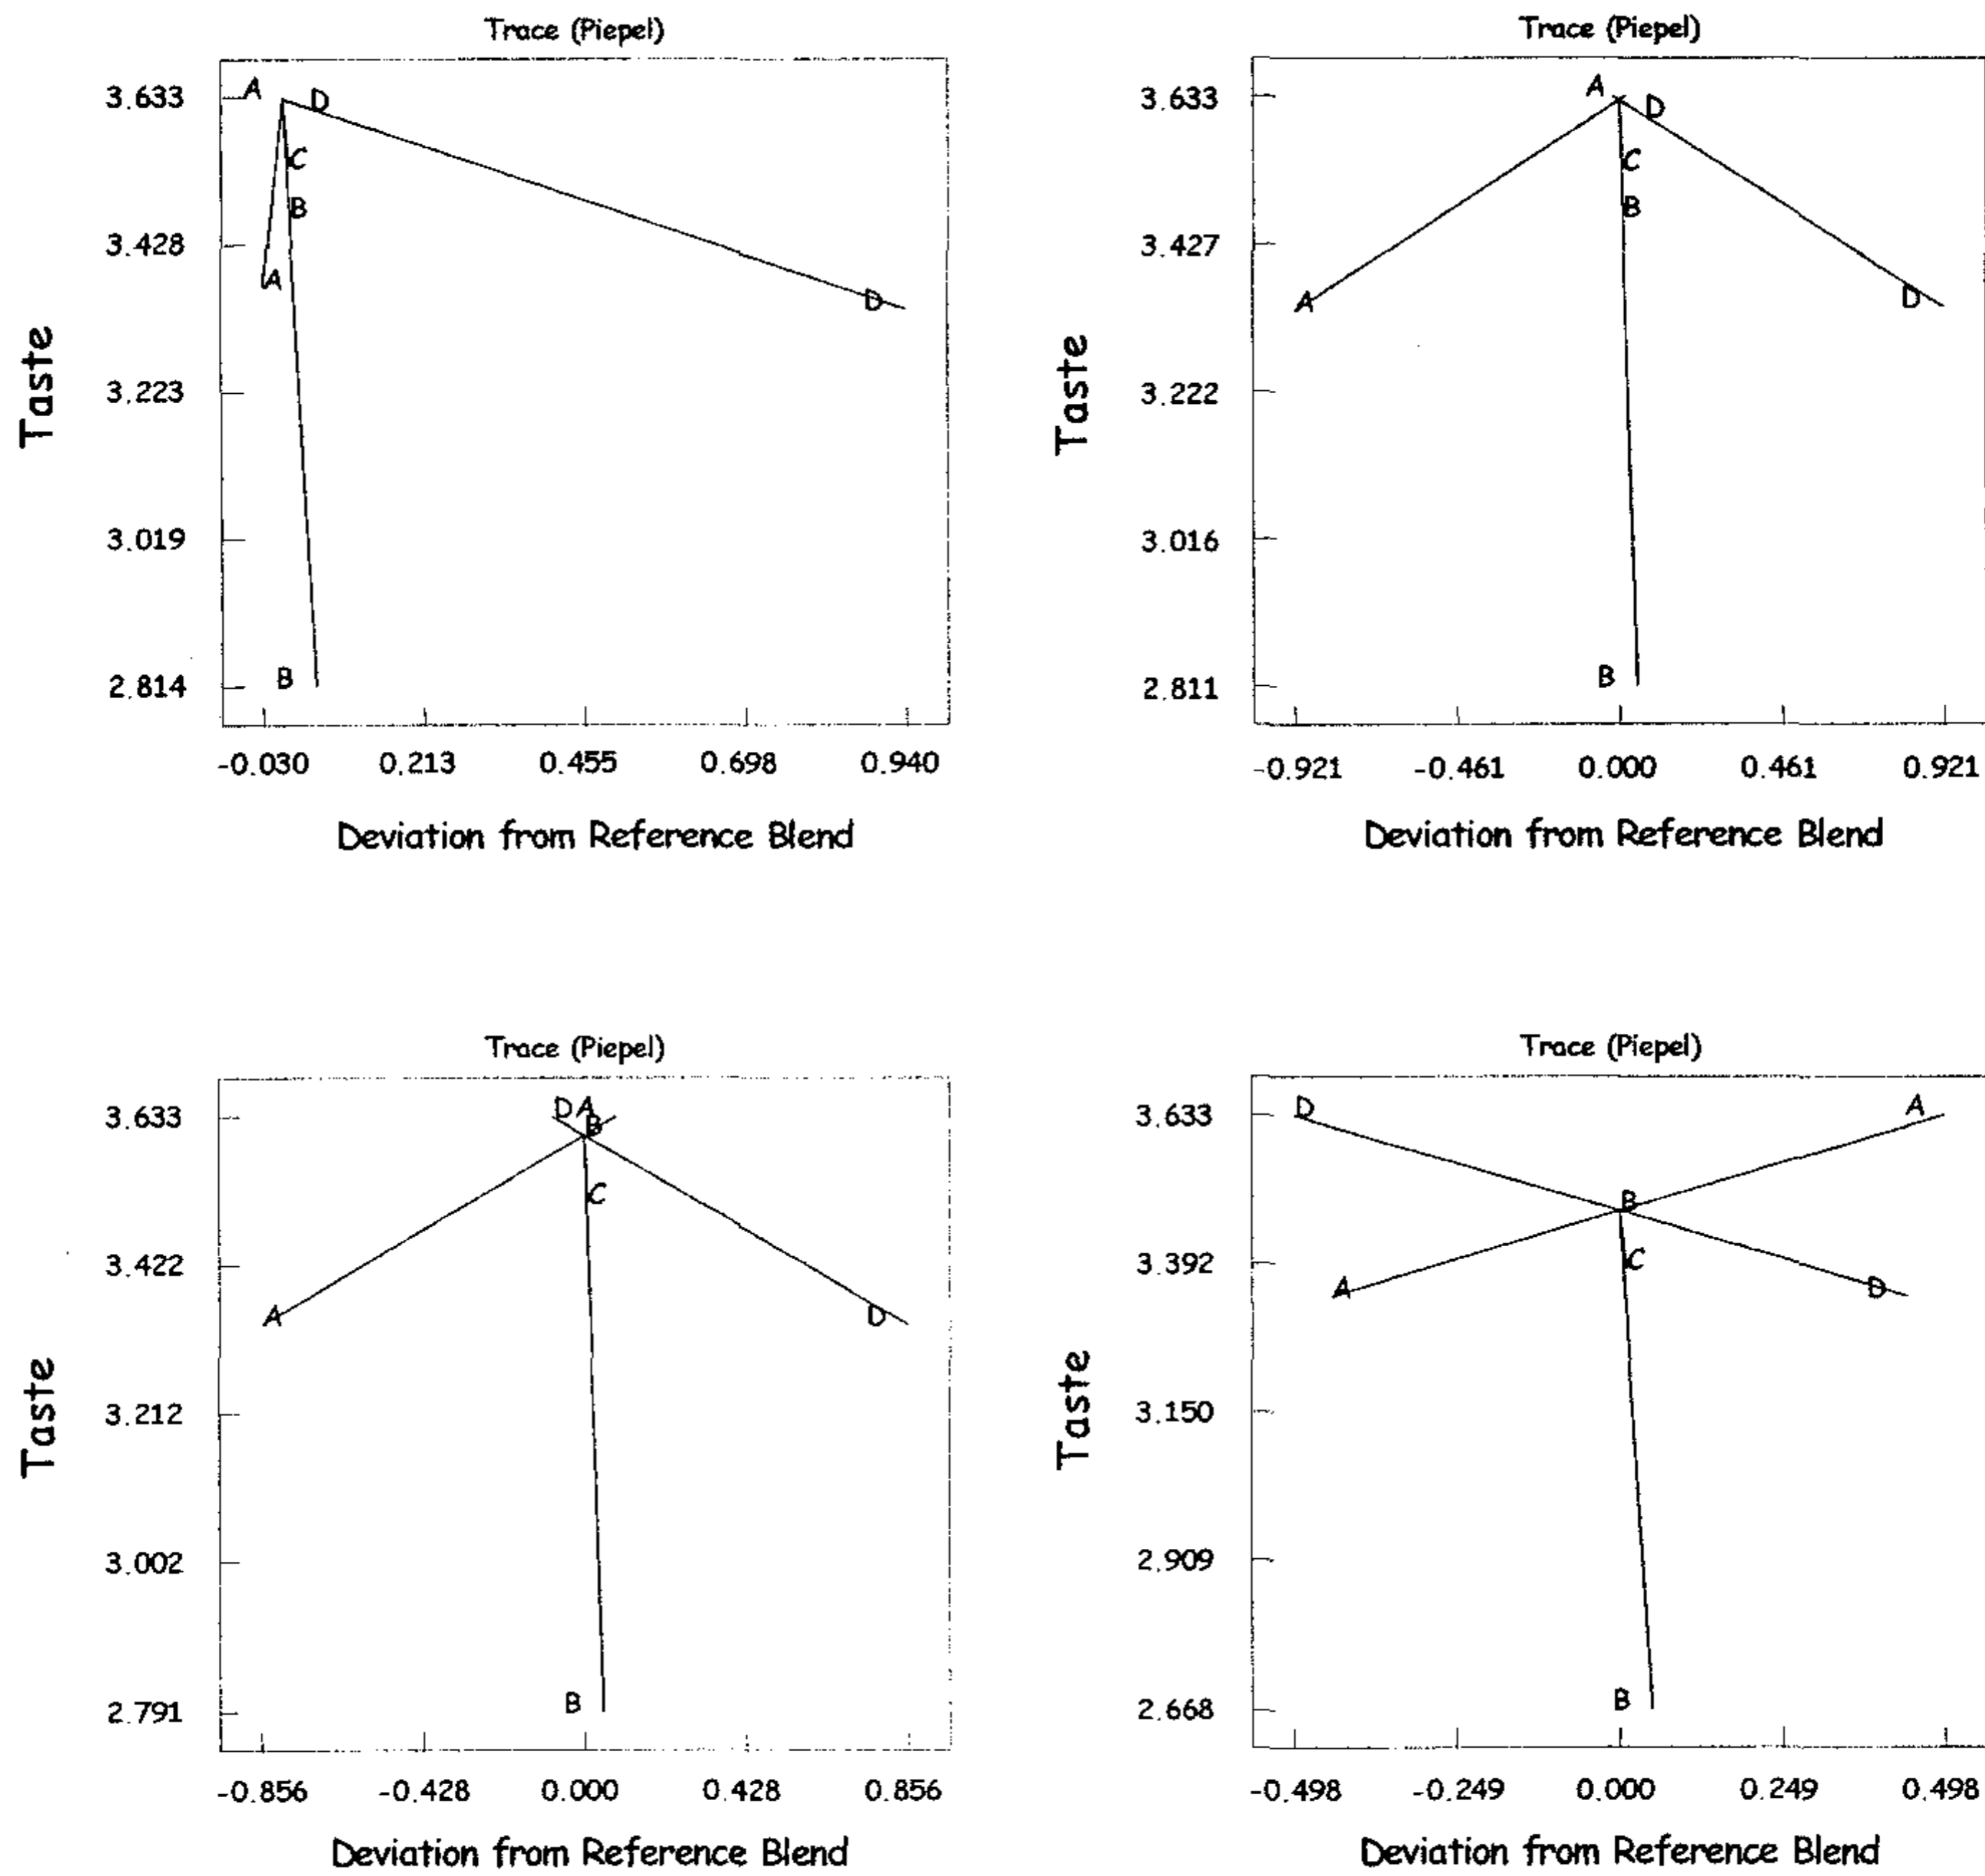 Trace (Piepel)
3.633
3.428
3.223
3.019
2.814
Taste
A
D
C
B
A
D
B
-0.030 0.213 0.455 0.698 0.940
Deviation from Reference Blend
Trace (Piepel)
3.633
3.427
3.222
3.016
2.811
Taste
A
D
C
B
A
D
B
-0.921 -0.461 0.000 0.461 0.921
Deviation from Reference Blend
Trace (Piepel)
3.633
3.422
3.212
3.002
2.791
Taste
D A
B
C
A
D
B
-0.856 -0.428 0.000 0.428 0.856
Deviation from Reference Blend
Trace (Piepel)
3.633
3.392
3.150
2.909
2.668
Taste
D
A
B
C
A
D
B
-0.498 -0.249 0.000 0.249 0.498
Deviation from Reference Blend